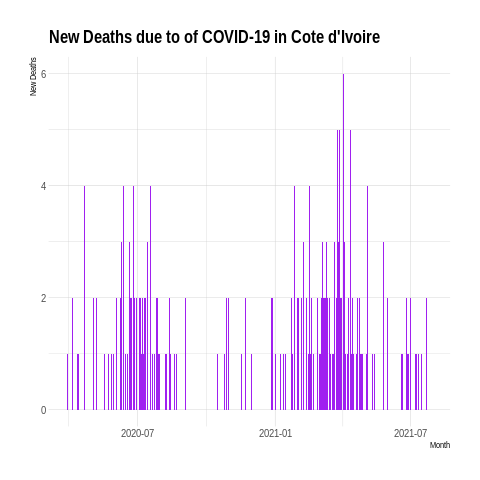 New Deaths due to of COVID-19 in Cote d'Ivoire
New Deaths
6
4
2
0
2020-07
2021-01
2021-07
Month